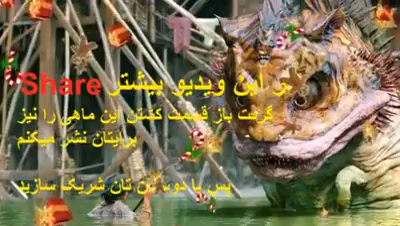 این ویدیو بیشتر Share
گرفت باز قسمت کشتن این ماهی را نیز
برایتان نشر میکنم
پس با دوستان تان شریک سازید